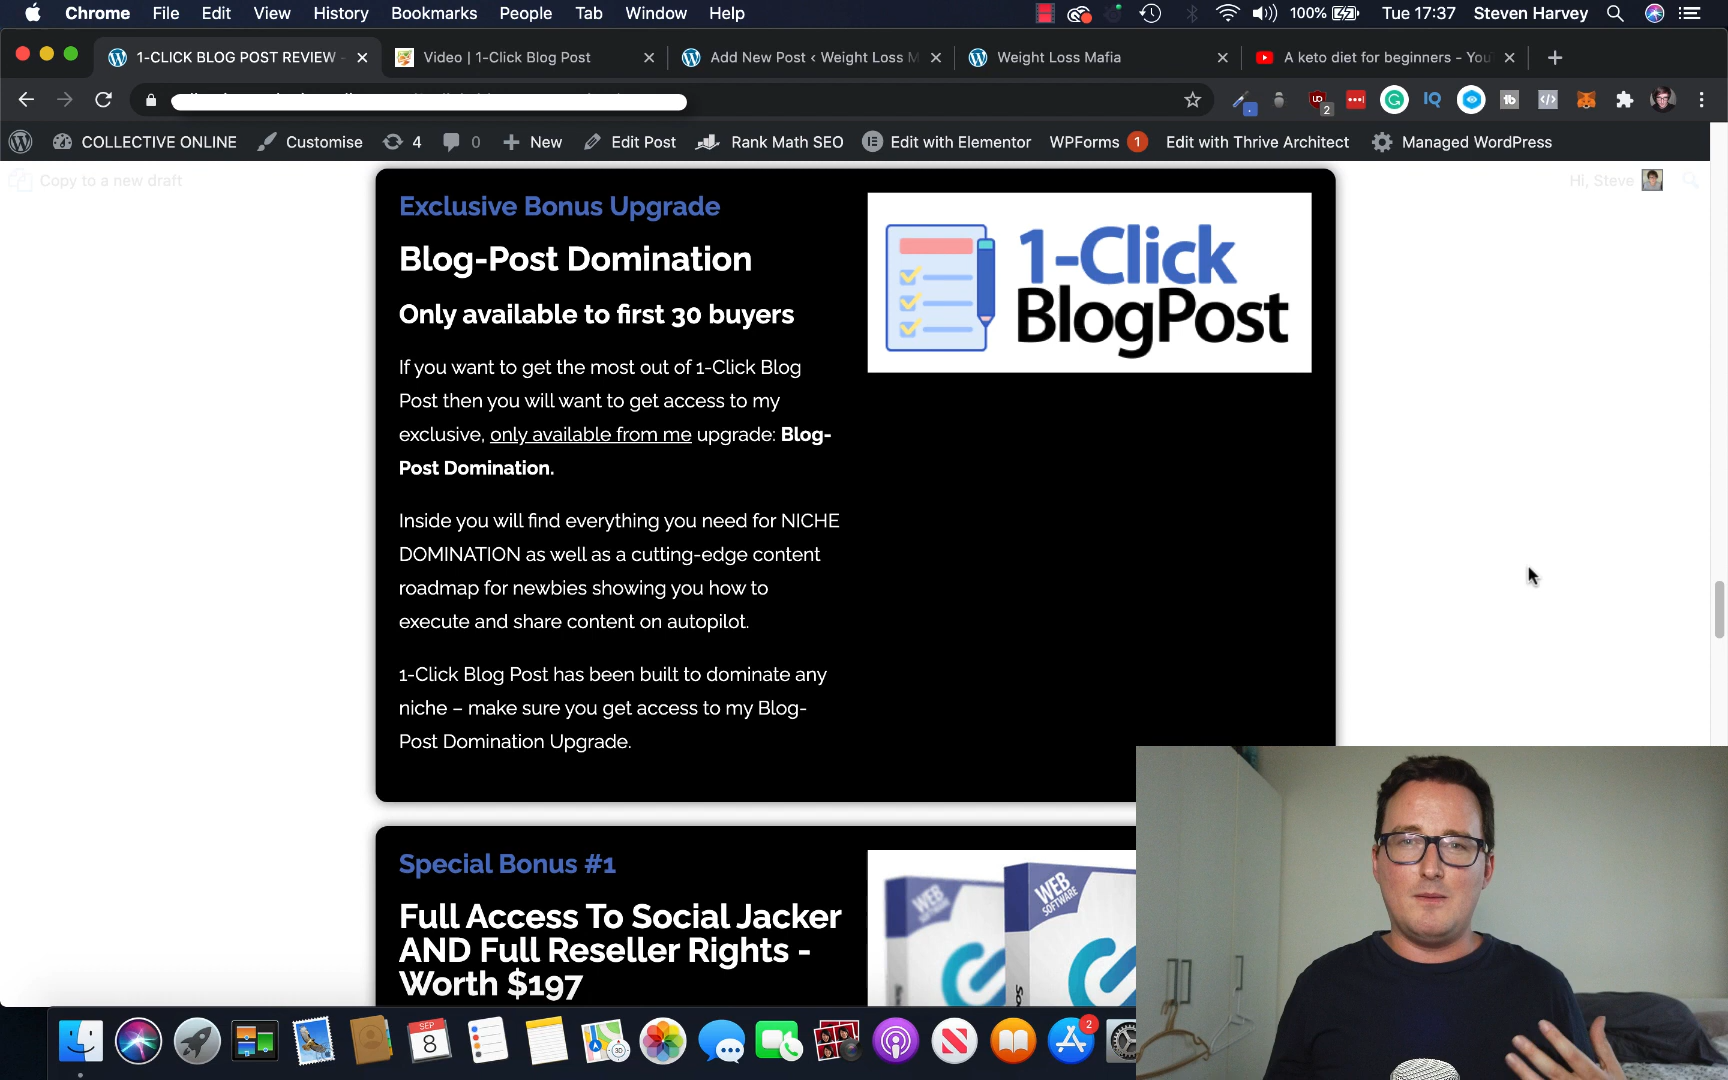 Chrome File Edit View History Bookmarks People Tab Window Help 100% Tue 17:37 Steven Harvey
1-CLICK BLOG POST REVIEW - Video | 1-Click Blog Post Add New Post ‹ Weight Loss M Weight Loss Mafia A keto diet for beginners - You
COLLECTIVE ONLINE Customise 4 0 New Edit Post Rank Math SEO Edit with Elementor WPForms 1 Edit with Thrive Architect Managed WordPress
Copy to a new draft Hi, Steve
Exclusive Bonus Upgrade
Blog-Post Domination
Only available to first 30 buyers
If you want to get the most out of 1-Click Blog
Post then you will want to get access to my
exclusive, only available from me upgrade: Blog-
Post Domination.
Inside you will find everything you need for NICHE
DOMINATION as well as a cutting-edge content
roadmap for newbies showing you how to
execute and share content on autopilot.
1-Click Blog Post has been built to dominate any
niche – make sure you get access to my Blog-
Post Domination Upgrade.
1-Click
BlogPost
Special Bonus #1
Full Access To Social Jacker
AND Full Reseller Rights -
Worth $197
WEB
SOFTWARE
WEB
SOFTWARE
SEP
8
3D
2